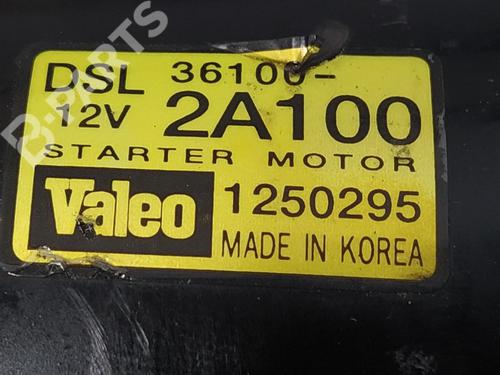 B-PARTS
DSL 36100-
12V 2A100
STARTER MOTOR
Valeo 1250295
MADE IN KOREA